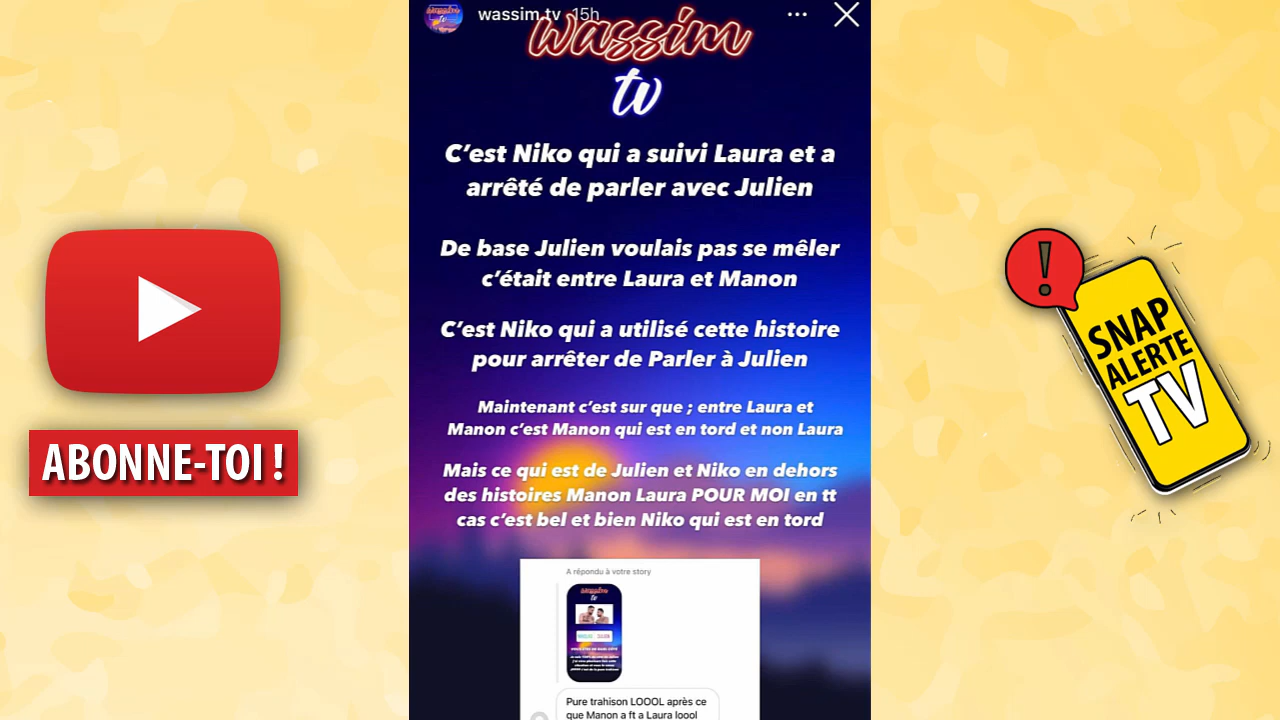 wassim.tv 15h
wassim
tv
C'est Niko qui a suivi Laura et a
arrêté de parler avec Julien
De base Julien voulais pas se mêler
c'était entre Laura et Manon
C'est Niko qui a utilisé cette histoire
pour arrêter de Parler à Julien
Maintenant c'est sur que ; entre Laura et
Manon c'est Manon qui est en tord et non Laura
Mais ce qui est de Julien et Niko en dehors
des histoires Manon Laura POUR MOI en tt
cas c'est bel et bien Niko qui est en tord
A répondu à votre story
wassim
tv
Pure trahison LOOOL après ce
que Manon a ft a Laura loool
ABONNE-TOI !
SNAP
ALERTE
TV